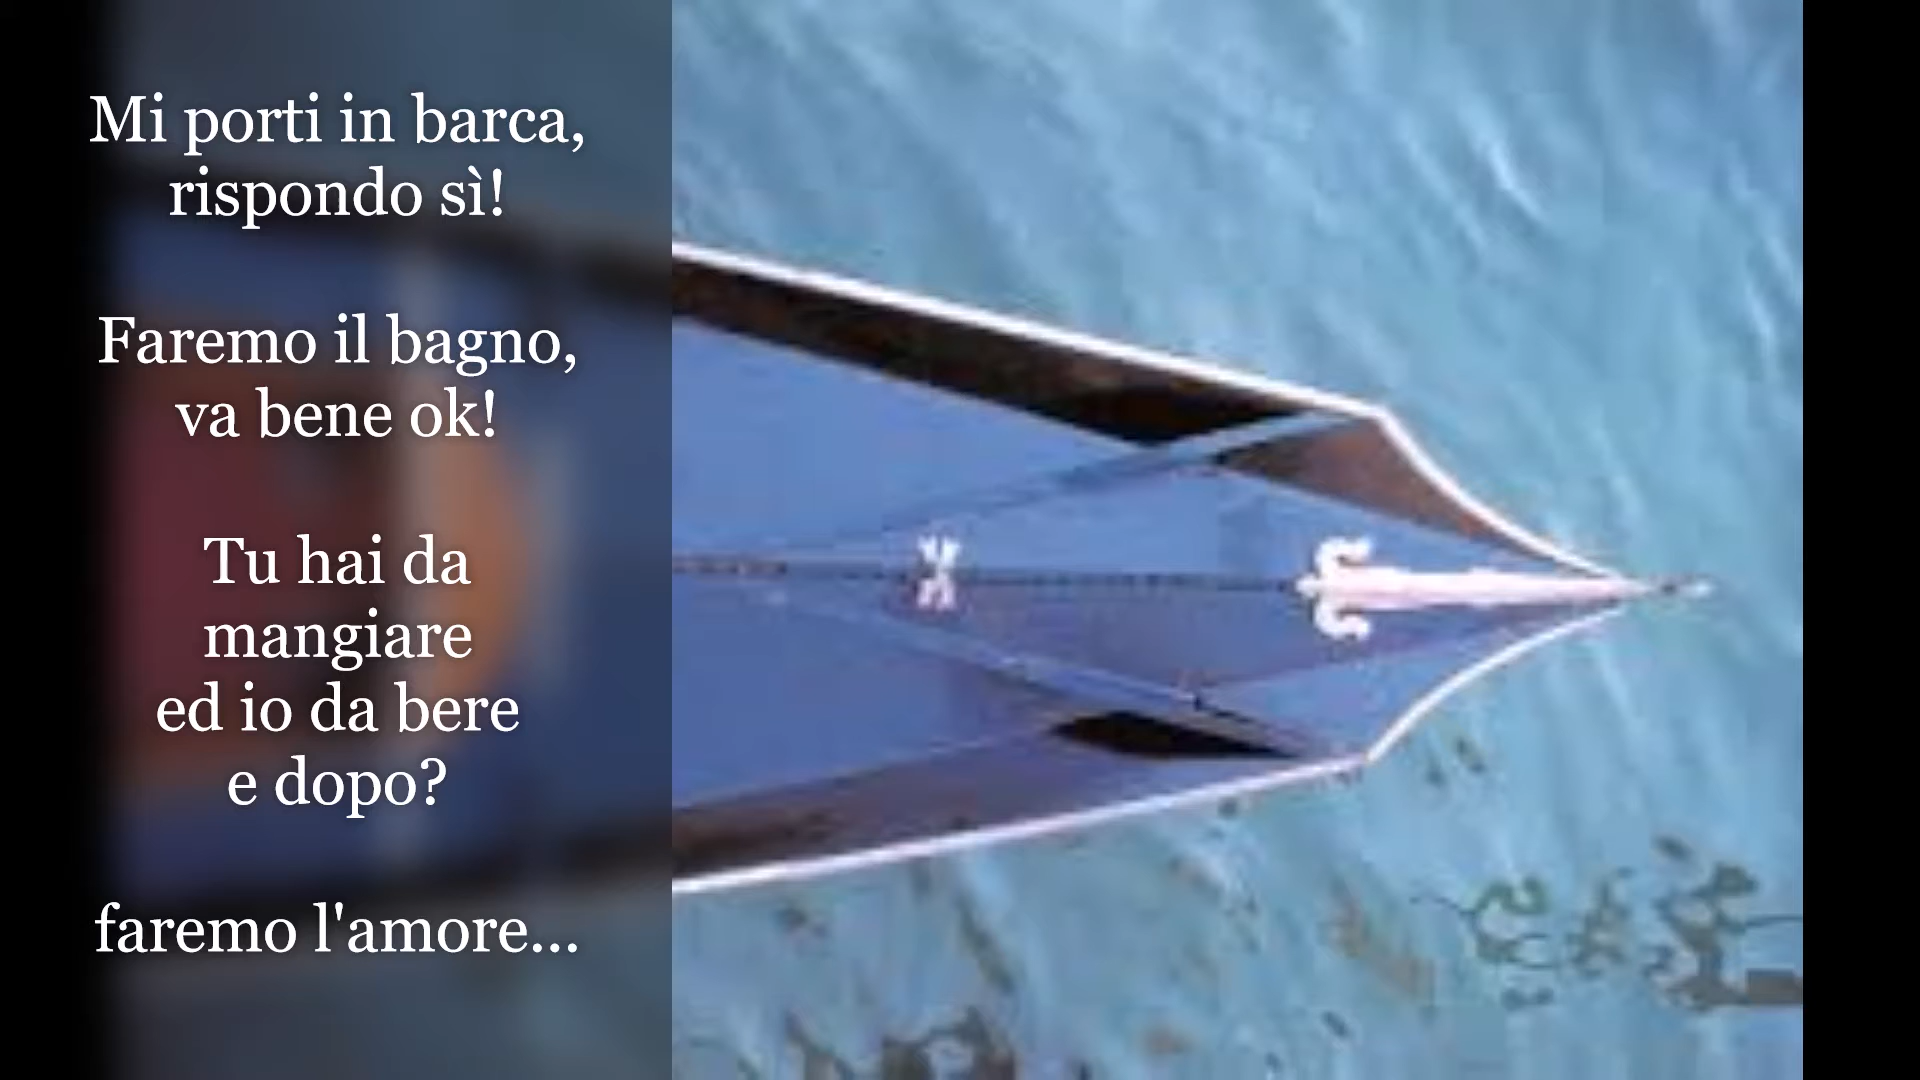 Mi porti in barca,
rispondo sì!
Faremo il bagno,
va bene ok!
Tu hai da
mangiare
ed io da bere
e dopo?
faremo l'amore...